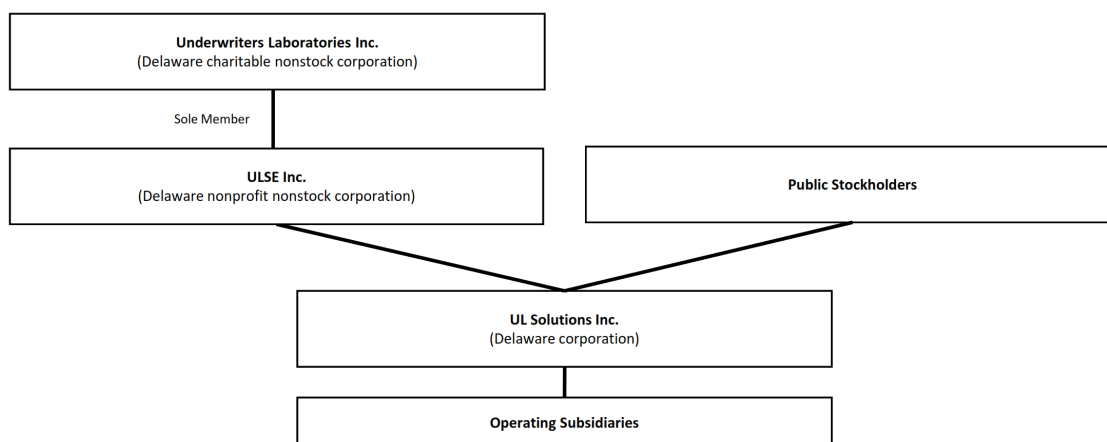 Underwriters Laboratories Inc.
(Delaware charitable nonstock corporation)
Sole Member
ULSE Inc.
(Delaware nonprofit nonstock corporation)
Public Stockholders
UL Solutions Inc.
(Delaware corporation)
Operating Subsidiaries